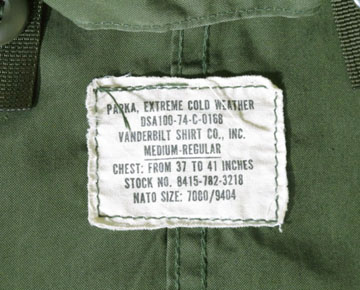 PARKA, EXTREME COLD WEATHER
DSA100-74-C-0168
VANDERBILT SHIRT CO., INC.
MEDIUM-REGULAR
CHEST: FROM 37 TO 41 INCHES
STOCK NO. 8415-782-3218
NATO SIZE: 7080/9404